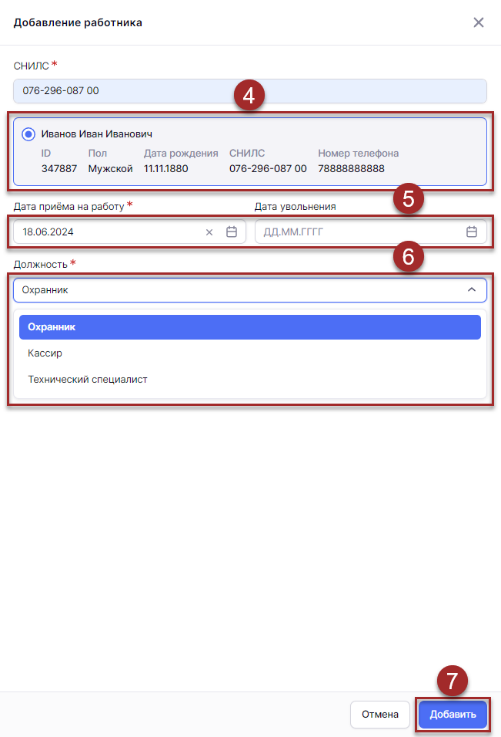 Добавление работника
СНИЛС *
076-296-087 00
4
Иванов Иван Иванович
ID Пол Дата рождения СНИЛС Номер телефона
347887 Мужской 11.11.1880 076-296-087 00 78888888888
5
Дата приёма на работу * Дата увольнения
18.06.2024 ДД.ММ.ГГГГ
6
Должность *
Охранник
Охранник
Кассир
Технический специалист
7
Отмена Добавить